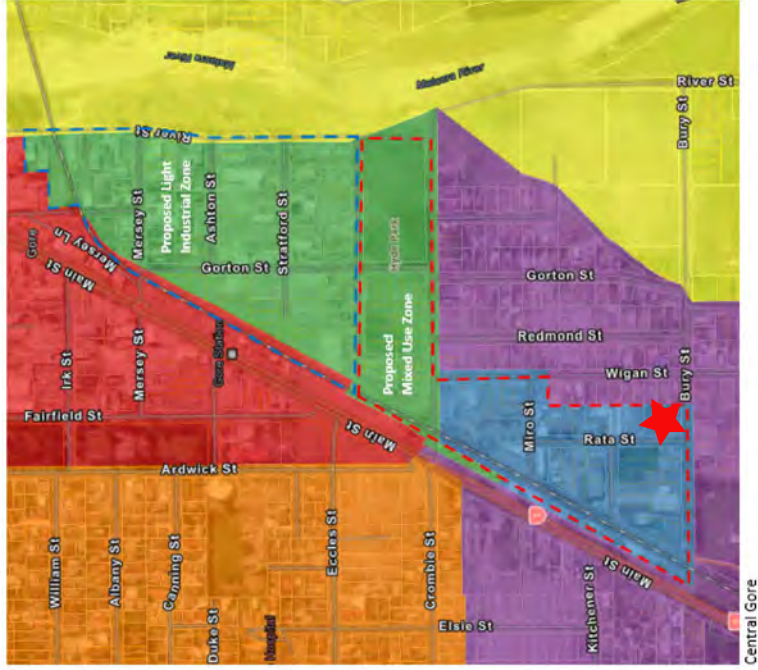 Mataura River
Mataura River
River St
River St
Bury St
Gore
Mersey Ln
Main St
Mersey St
Proposed Light
Industrial Zone
Ashton St
Stratford St
Gorton St
Hyde Park
Proposed
Mixed Use Zone
Irk St
Mersey St
Gore Station
Fairfield St
Main St
Ardwick St
Gorton St
Redmond St
Wigan St
Bury St
Miro St
Rata St
William St
Albany St
Canning St
Duke St
Hospital
Eccles St
Crombie St
Elsie St
Kitchener St
Main St
Central Gore